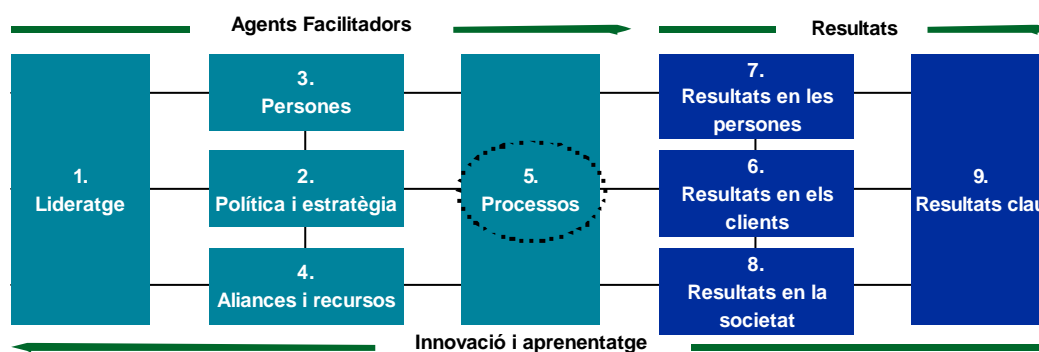 Agents Facilitadors
Resultats
1.
Lideratge
3.
Persones
2.
Política i estratègia
4.
Aliances i recursos
5.
Processos
7.
Resultats en les
persones
6.
Resultats en els
clients
8.
Resultats en la
societat
9.
Resultats clau
Innovació i aprenentatge